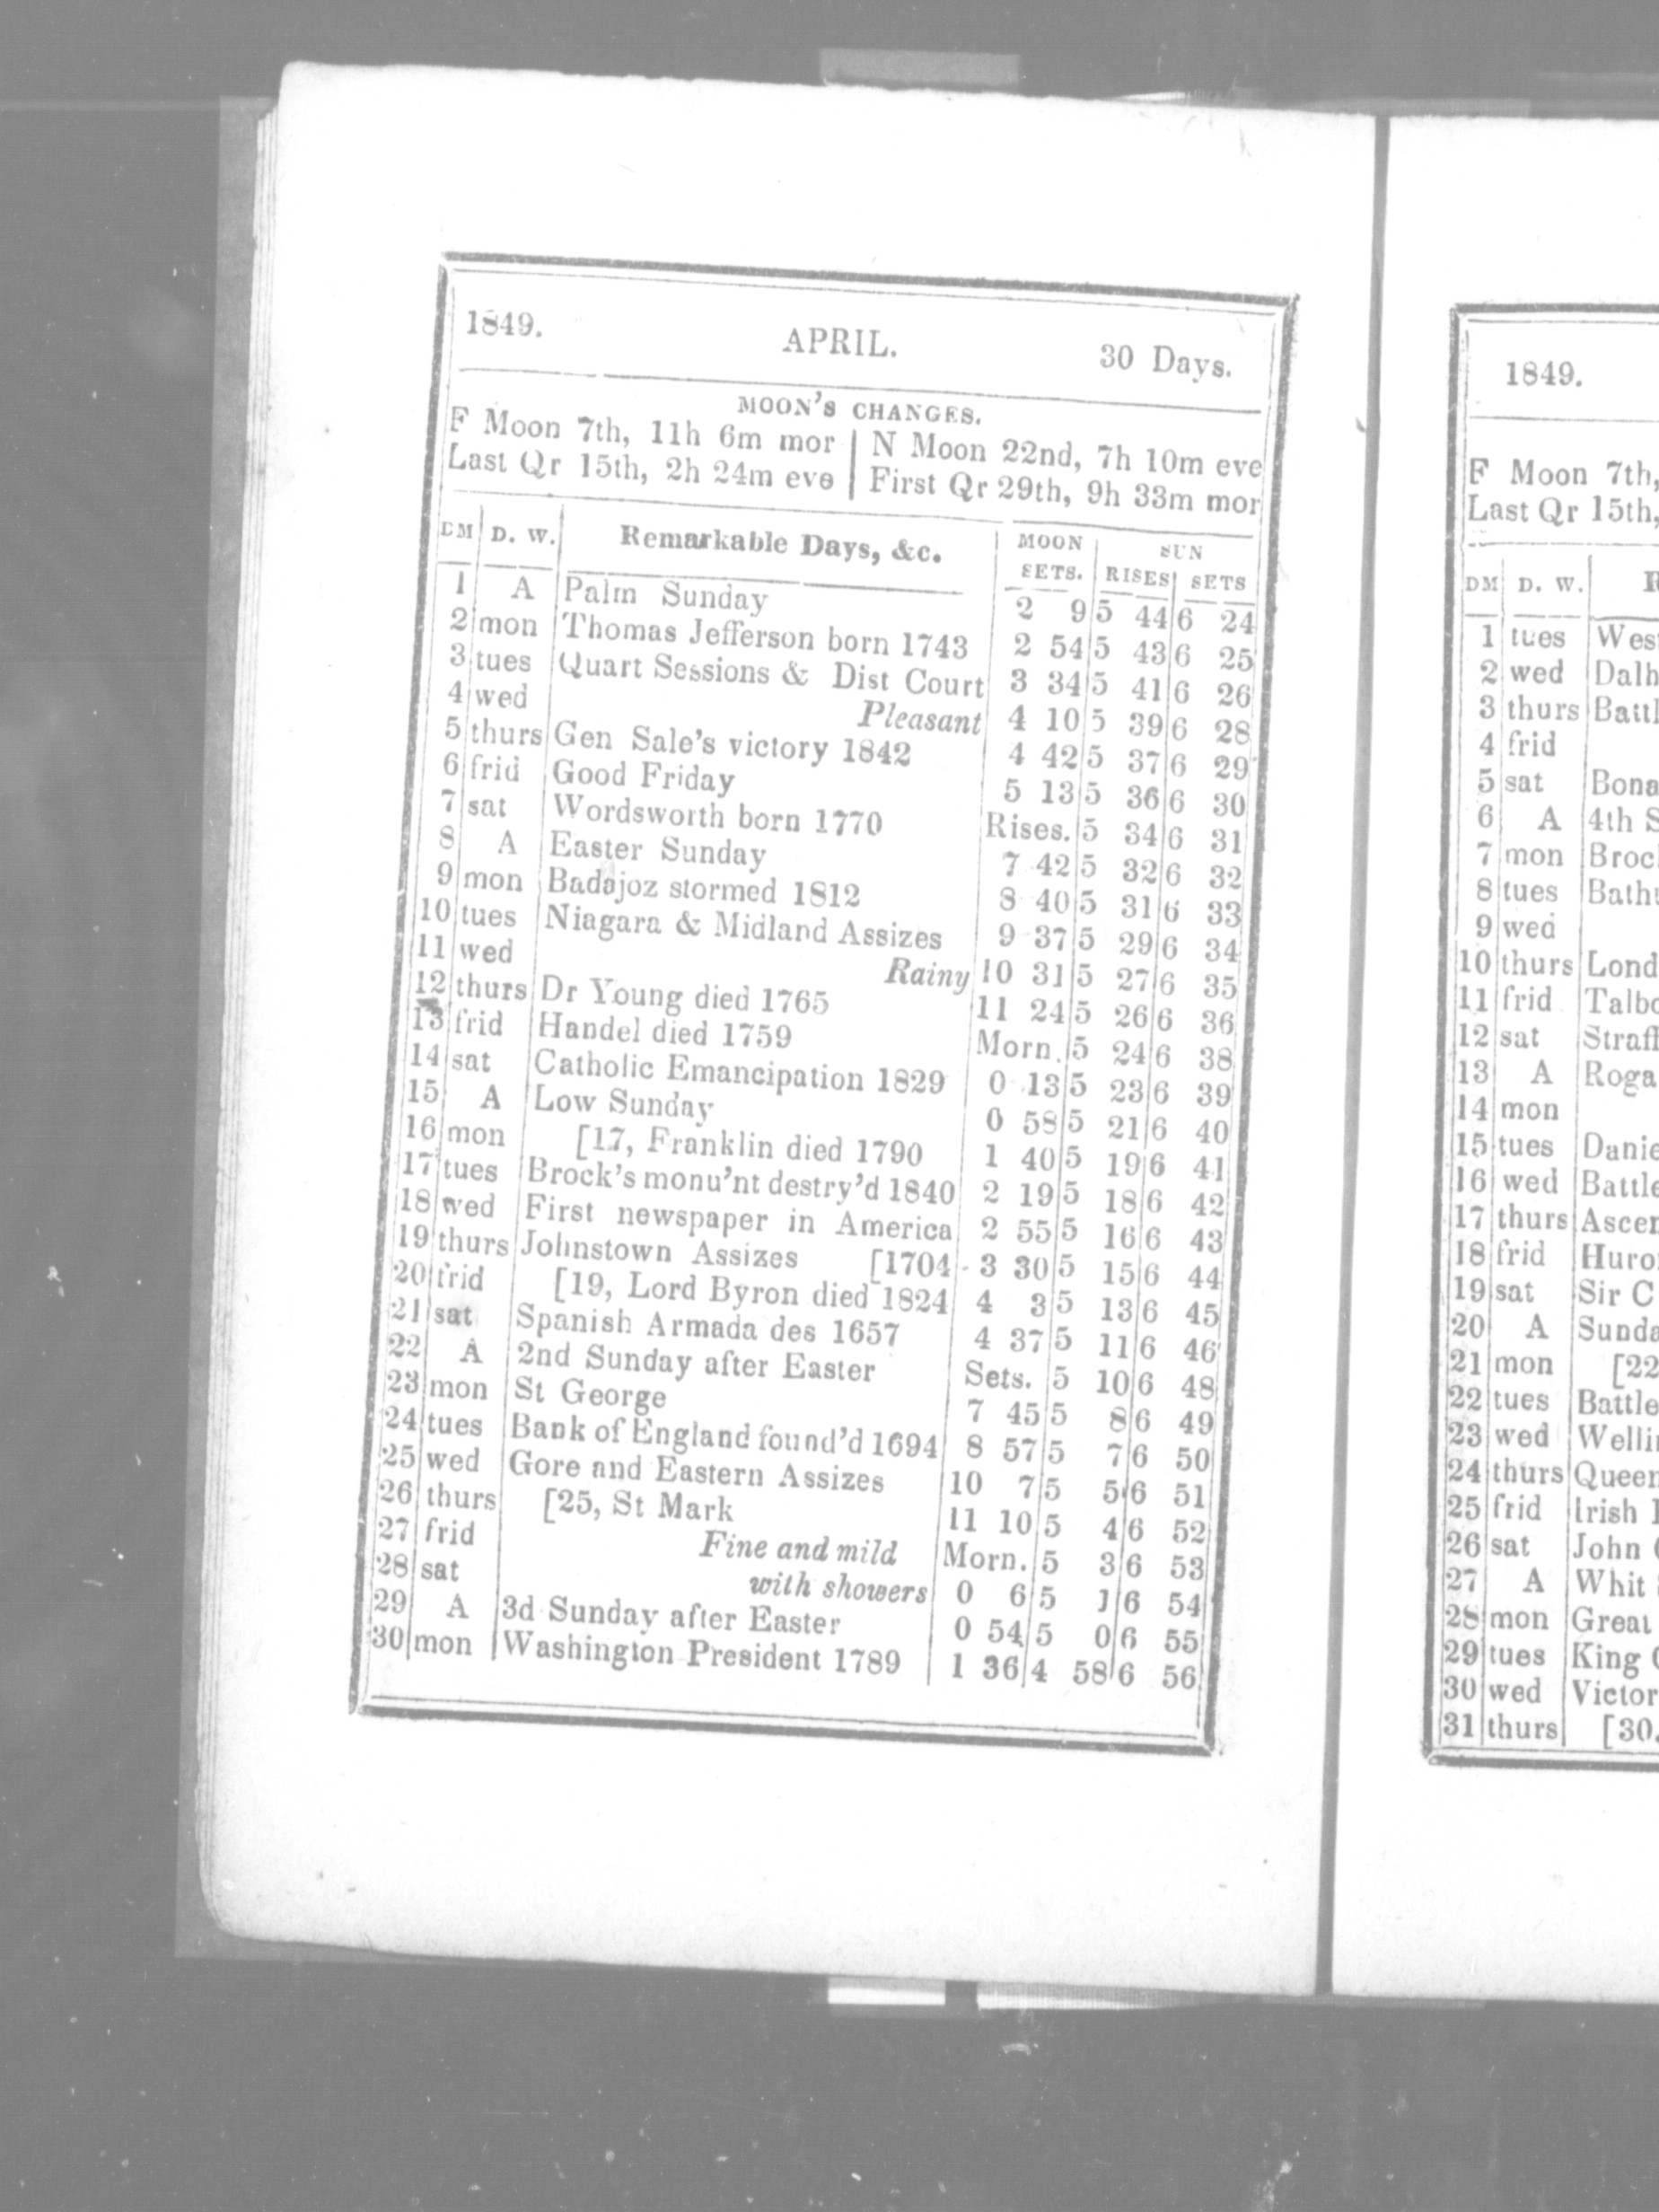 1849. APRIL. 30 Days.
MOON'S CHANGES.
F Moon 7th, 11h 6m mor | N Moon 22nd, 7h 10m eve
Last Qr 15th, 2h 24m eve | First Qr 29th, 9h 33m mor
DM D. W. Remarkable Days, &c. MOON SETS. SUN RISES SETS
1 A Palm Sunday 2 9 5 44 6 24
2 mon Thomas Jefferson born 1743 2 54 5 43 6 25
3 tues Quart Sessions & Dist Court 3 34 5 41 6 26
4 wed Pleasant 4 10 5 39 6 28
5 thurs Gen Sale's victory 1842 4 42 5 37 6 29
6 frid Good Friday 5 13 5 36 6 30
7 sat Wordsworth born 1770 Rises. 5 34 6 31
8 A Easter Sunday 7 42 5 32 6 32
9 mon Badajoz stormed 1812 8 40 5 31 6 33
10 tues Niagara & Midland Assizes 9 37 5 29 6 34
11 wed Rainy 10 31 5 27 6 35
12 thurs Dr Young died 1765 11 24 5 26 6 36
13 frid Handel died 1759 Morn. 5 24 6 38
14 sat Catholic Emancipation 1829 0 13 5 23 6 39
15 A Low Sunday 0 58 5 21 6 40
16 mon [17, Franklin died 1790 1 40 5 19 6 41
17 tues Brock's monu'nt destry'd 1840 2 19 5 18 6 42
18 wed First newspaper in America 2 55 5 16 6 43
19 thurs Johnstown Assizes [1704 3 30 5 15 6 44
20 frid [19, Lord Byron died 1824 4 3 5 13 6 45
21 sat Spanish Armada des 1657 4 37 5 11 6 46
22 A 2nd Sunday after Easter Sets. 5 10 6 48
23 mon St George 7 45 5 8 6 49
24 tues Bank of England found'd 1694 8 57 5 7 6 50
25 wed Gore and Eastern Assizes 10 7 5 5 6 51
26 thurs [25, St Mark 11 10 5 4 6 52
27 frid Fine and mild Morn. 5 3 6 53
28 sat with showers 0 6 5 1 6 54
29 A 3d Sunday after Easter 0 54 5 0 6 55
30 mon Washington President 1789 1 36 4 58 6 56
1849.
F Moon 7th,
Last Qr 15th,
DM D. W.
1 tues
2 wed
3 thurs
4 frid
5 sat
6 A 4th
7 mon
8 tues
9 wed
10 thurs
11 frid
12 sat
13 A
14 mon
15 tues
16 wed
17 thurs
18 frid
19 sat Sir
20 A
21 mon [22
22 tues Battle
23 wed
24 thurs Queen
25 frid Irish
26 sat John
27 A Whit
28 mon Great
29 tues King
30 wed Victor
31 thurs [30,